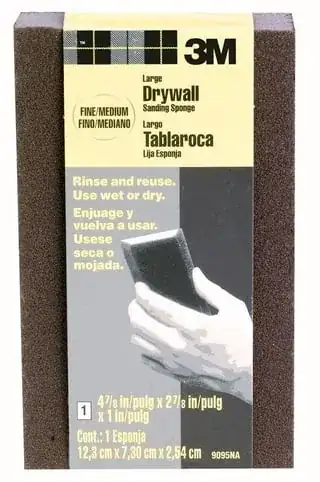 ™
3M
Large
Drywall
Sanding Sponge
FINE/MEDIUM
FINO/MEDIANO
Largo
Tablaroca
Lija Esponja
Rinse and reuse.
Use wet or dry.
Enjuage y
vuelva a usar.
Usese
seca o
mojada.
1
4 7/8 in/pulg x 2 7/8 in/pulg
x 1 in/pulg
Cont.: 1 Esponja
12,3 cm x 7,30 cm x 2,54 cm
9095NA